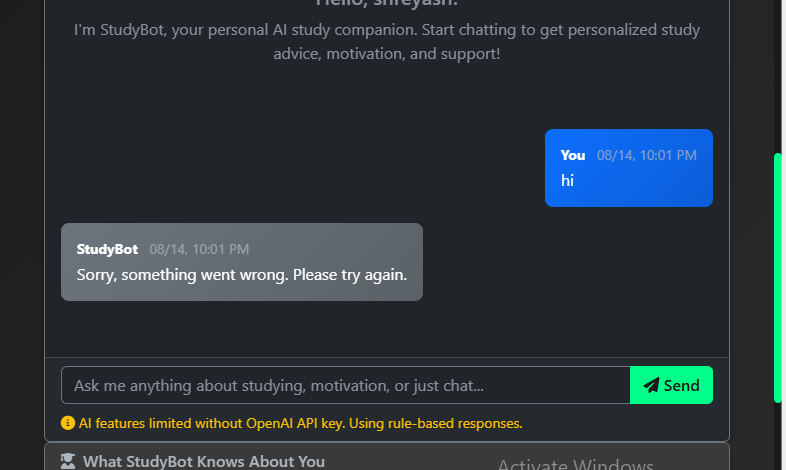 Hello, shreyash!
I'm StudyBot, your personal AI study companion. Start chatting to get personalized study
advice, motivation, and support!
You 08/14, 10:01 PM
hi
StudyBot 08/14, 10:01 PM
Sorry, something went wrong. Please try again.
Ask me anything about studying, motivation, or just chat...
Send
AI features limited without OpenAI API key. Using rule-based responses.
What StudyBot Knows About You
Activate Windows